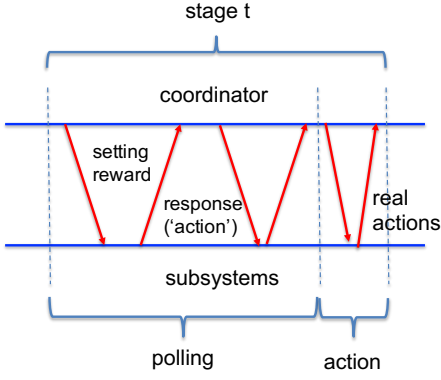 stage t
coordinator
setting
reward
response
('action')
real
actions
subsystems
polling
action